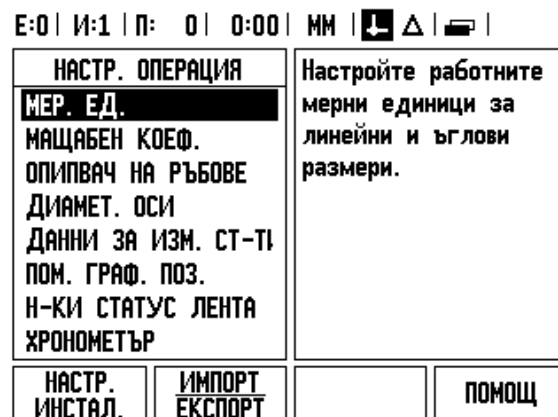 Е:0| И:1 | П: 0| 0:00| ММ | Δ | |
НАСТР. ОПЕРАЦИЯ
МЕР. ЕД.
МАЩАБЕН КОЕФ.
ОПИПВАЧ НА РЪБОВЕ
ДИАМЕТ. ОСИ
ДАННИ ЗА ИЗМ. СТ-ТИ
ПОМ. ГРАФ. ПОЗ.
Н-КИ СТАТУС ЛЕНТА
ХРОНОМЕТЪР
Настройте работните
мерни единици за
линейни и ъглови
размери.
НАСТР.
ИНСТАЛ.
ИМПОРТ
ЕКСПОРТ
ПОМОЩ